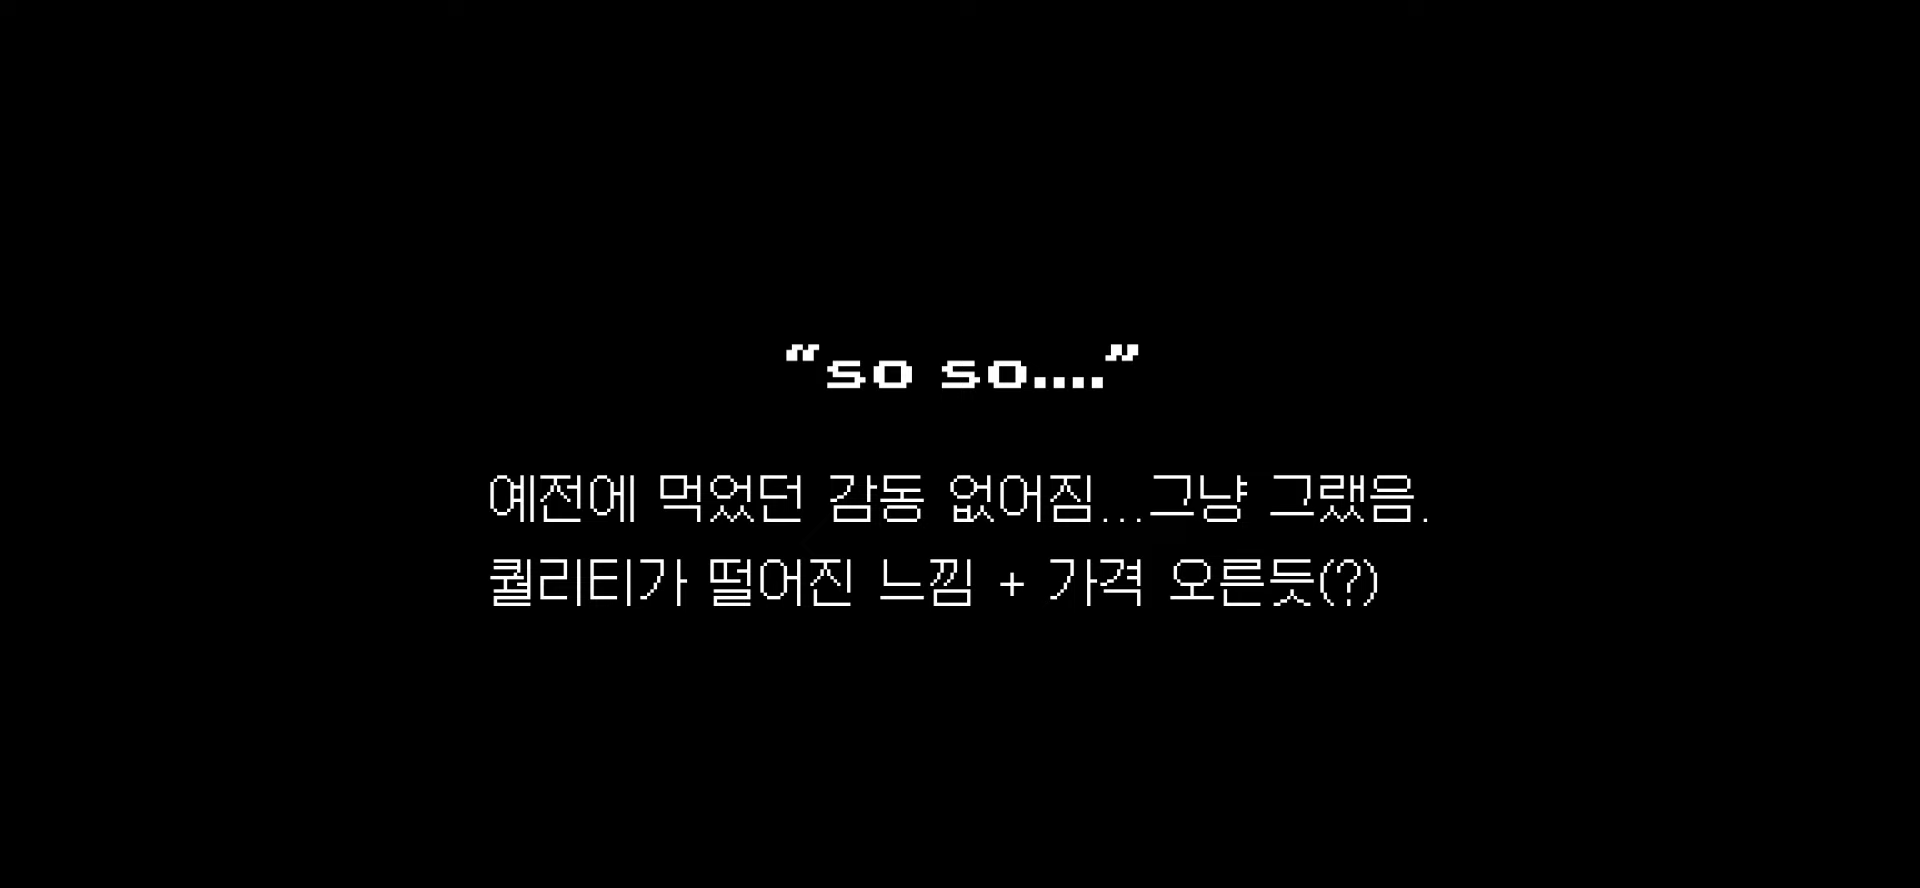 “so so....”
예전에 먹었던 감동 없어짐...그냥 그랬음.
퀄리티가 떨어진 느낌 + 가격 오른듯(?)